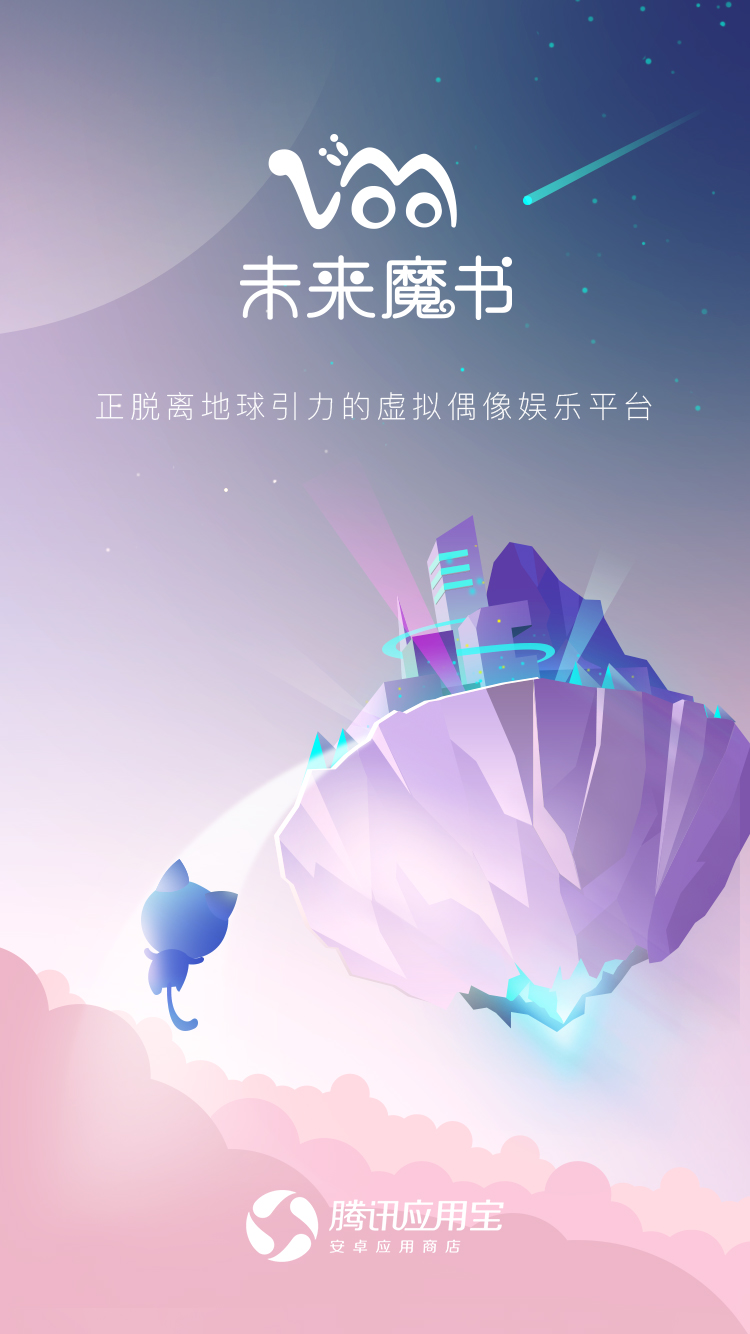 未来魔书
正脱离地球引力的虚拟偶像娱乐平台
腾讯应用宝
安卓应用商店